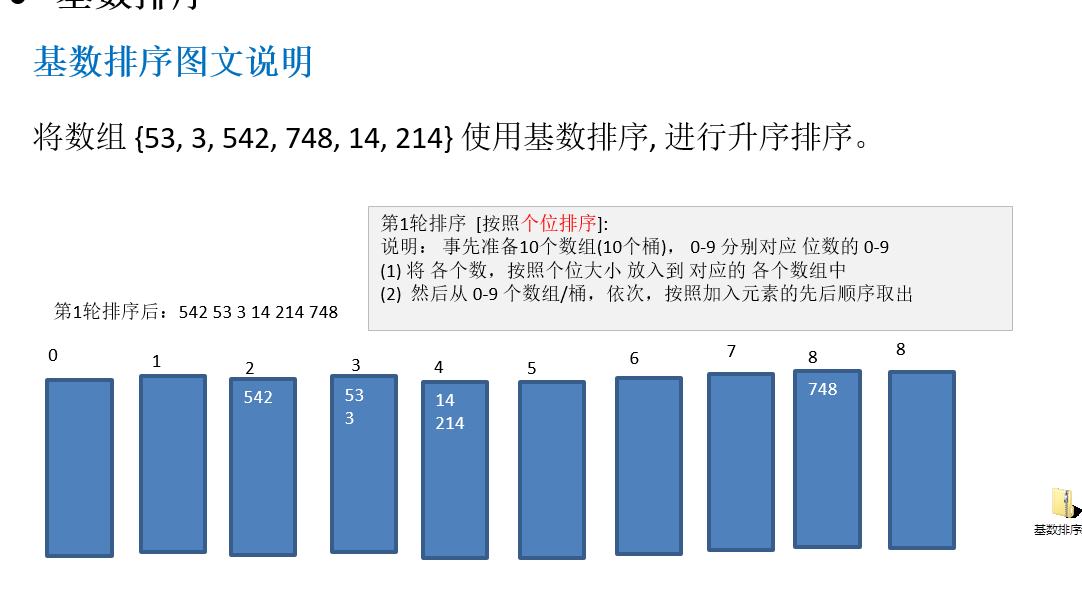 • 基数排序
基数排序图文说明
将数组 {53, 3, 542, 748, 14, 214} 使用基数排序, 进行升序排序。
第1轮排序 [按照个位排序]:
说明： 事先准备10个数组(10个桶)， 0-9 分别对应 位数的 0-9
(1) 将 各个数，按照个位大小 放入到 对应的 各个数组中
(2) 然后从 0-9 个数组/桶，依次，按照加入元素的先后顺序取出
第1轮排序后：542 53 3 14 214 748
0
1
2
3
4
5
6
7
8
8
542
53
3
14
214
748
基数排序